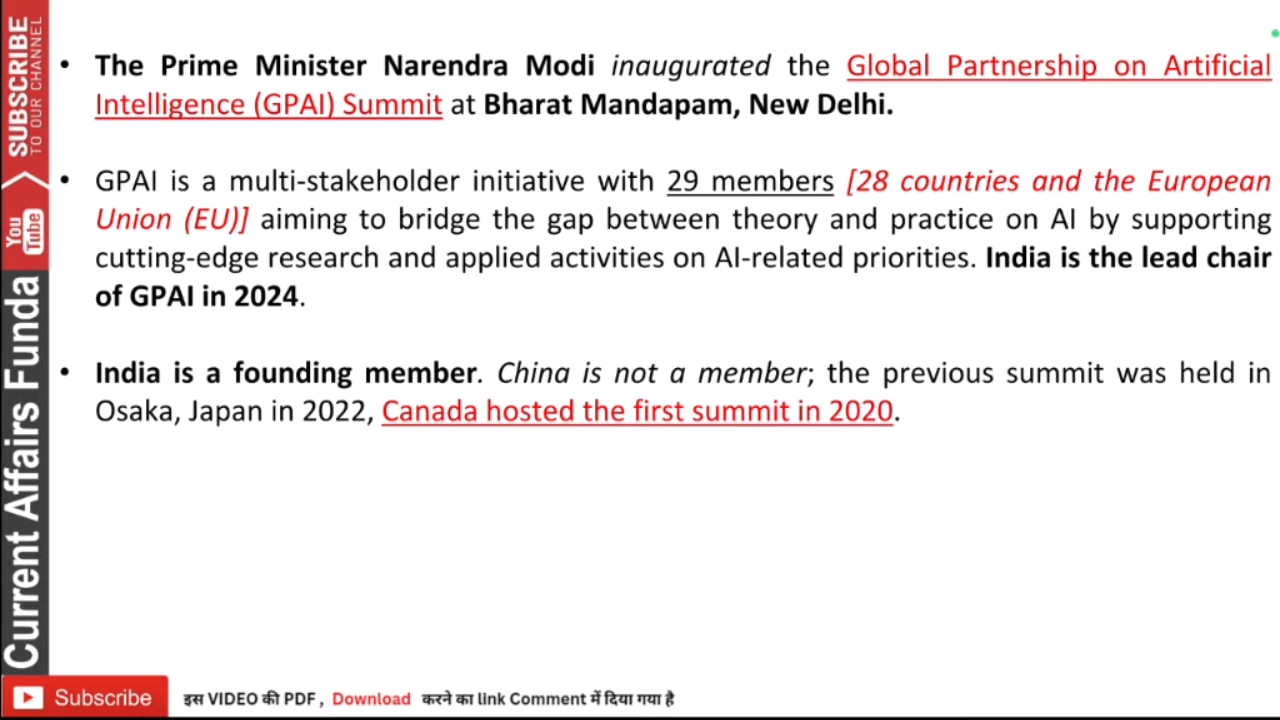 • The Prime Minister Narendra Modi inaugurated the Global Partnership on Artificial
Intelligence (GPAI) Summit at Bharat Mandapam, New Delhi.
• GPAI is a multi-stakeholder initiative with 29 members [28 countries and the European
Union (EU)] aiming to bridge the gap between theory and practice on AI by supporting
cutting-edge research and applied activities on AI-related priorities. India is the lead chair
of GPAI in 2024.
• India is a founding member. China is not a member; the previous summit was held in
Osaka, Japan in 2022, Canada hosted the first summit in 2020.
SUBSCRIBE
TO OUR CHANNEL
You
Tube
Current Affairs Funda
Subscribe
इस VIDEO की PDF , Download करने का link Comment में दिया गया है